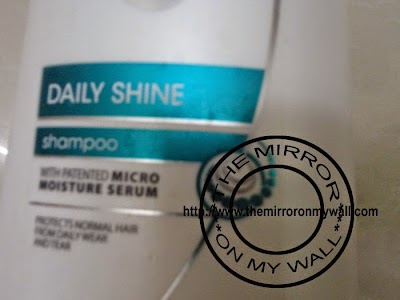 DAILY SHINE
shampoo
WITH PATENTED MICRO
MOISTURE SERUM
PROTECTS NORMAL HAIR
FROM DAILY WEAR
AND TEAR
THE MIRROR
http://www.themirroronmywall.com
*ON MY WALL*